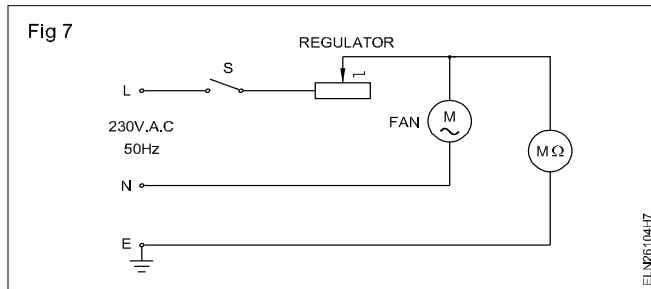 Fig 7
REGULATOR
S
L
230V.A.C
50Hz
FAN
M
MΩ
N
E
ELN26104H7